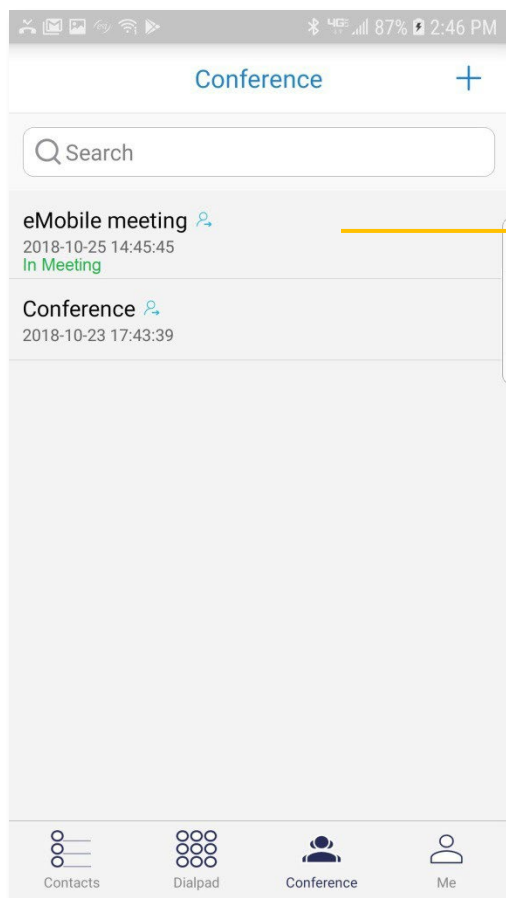 4GE 87% 2:46 PM
Conference +
Search
eMobile meeting
2018-10-25 14:45:45
In Meeting
Conference
2018-10-23 17:43:39
Contacts Dialpad Conference Me